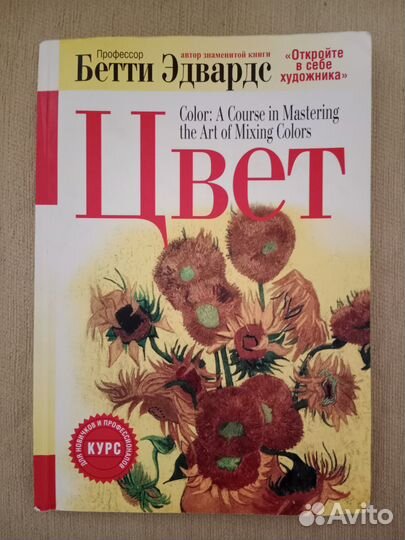 Профессор
Бетти Эдвардс
автор знаменитой книги
«Откройте
в себе
художника»
Color: A Course in Mastering
the Art of Mixing Colors
Цвет
ДЛЯ НОВИЧКОВ И ПРОФЕССИОНАЛОВ
КУРС
Avito